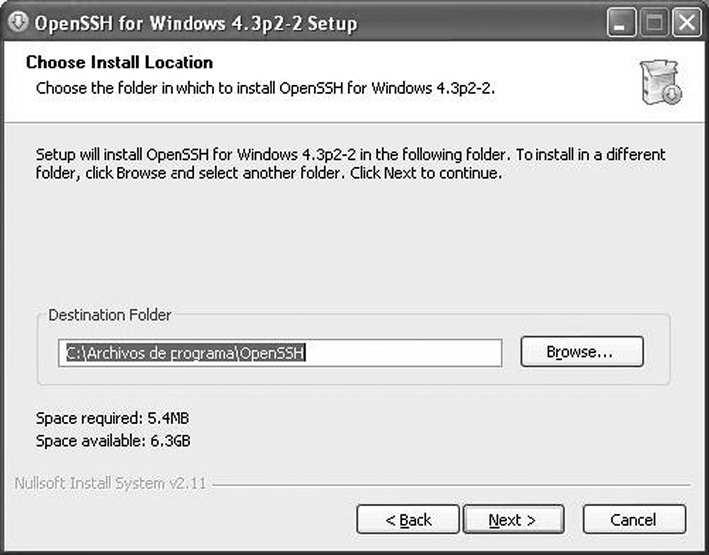 OpenSSH for Windows 4.3p2-2 Setup
Choose Install Location
Choose the folder in which to install OpenSSH for Windows 4.3p2-2.
Setup will install OpenSSH for Windows 4.3p2-2 in the following folder. To install in a different
folder, click Browse and select another folder. Click Next to continue.
Destination Folder
C:\Archivos de programa\OpenSSH
Browse...
Space required: 5.4MB
Space available: 6.3GB
Nullsoft Install System v2.11
< Back
Next >
Cancel